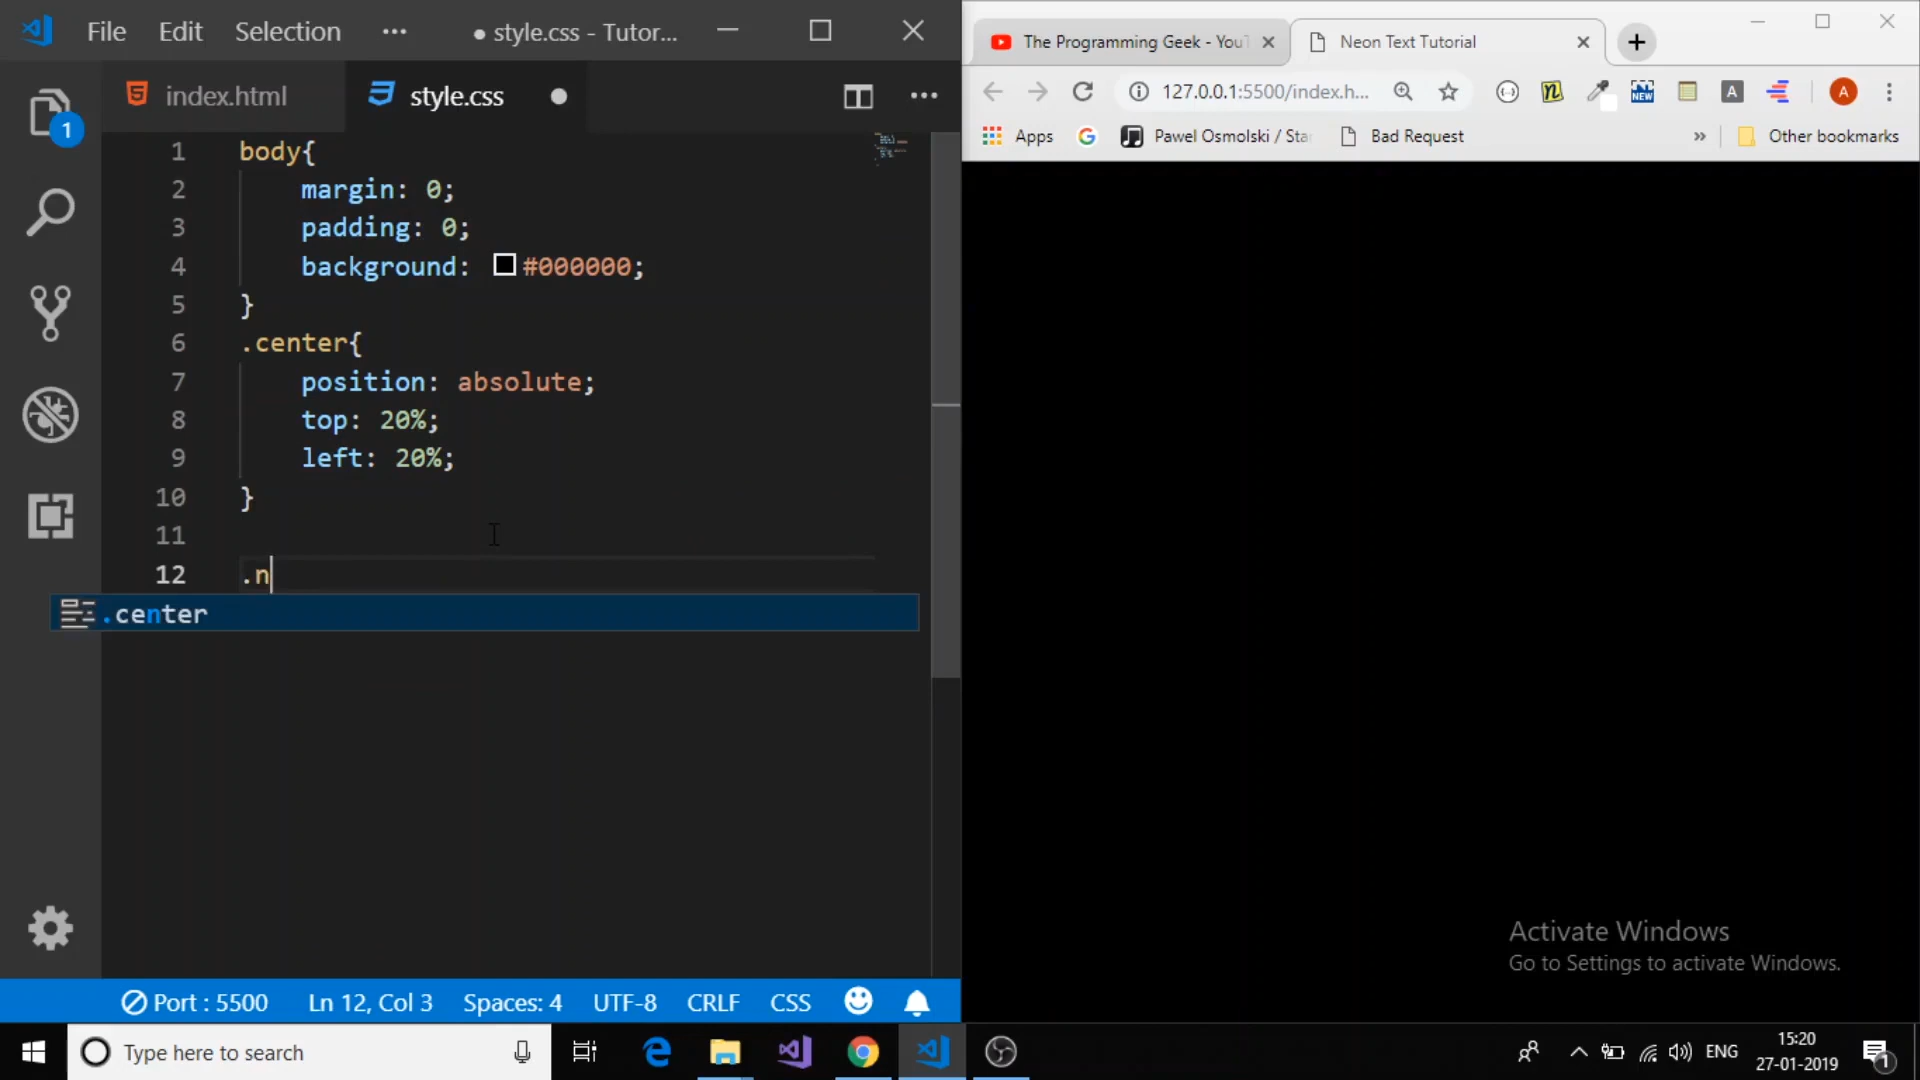 File Edit Selection ··· ● style.css - Tutor...
index.html style.css ● ···
1 body{
2 margin: 0;
3 padding: 0;
4 background: #000000;
5 }
6 .center{
7 position: absolute;
8 top: 20%;
9 left: 20%;
10 }
11
12 .n
.center
1
Port : 5500 Ln 12, Col 3 Spaces: 4 UTF-8 CRLF CSS
The Programming Geek - YouT Neon Text Tutorial
127.0.0.1:5500/index.h... NEW A A
Apps G Pawel Osmolski / Sta Bad Request » Other bookmarks
Activate Windows
Go to Settings to activate Windows.
Type here to search
ENG
15:20
27-01-2019
1